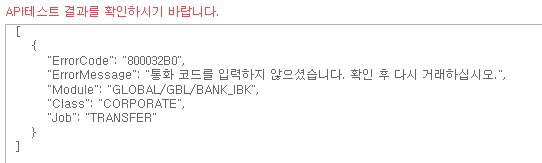 API테스트 결과를 확인하시기 바랍니다.
[
{
"ErrorCode": "800032B0",
"ErrorMessage": "통화 코드를 입력하지 않으셨습니다. 확인 후 다시 거래하십시오.",
"Module": "GLOBAL/GBL/BANK_IBK",
"Class": "CORPORATE",
"Job": "TRANSFER"
}
]